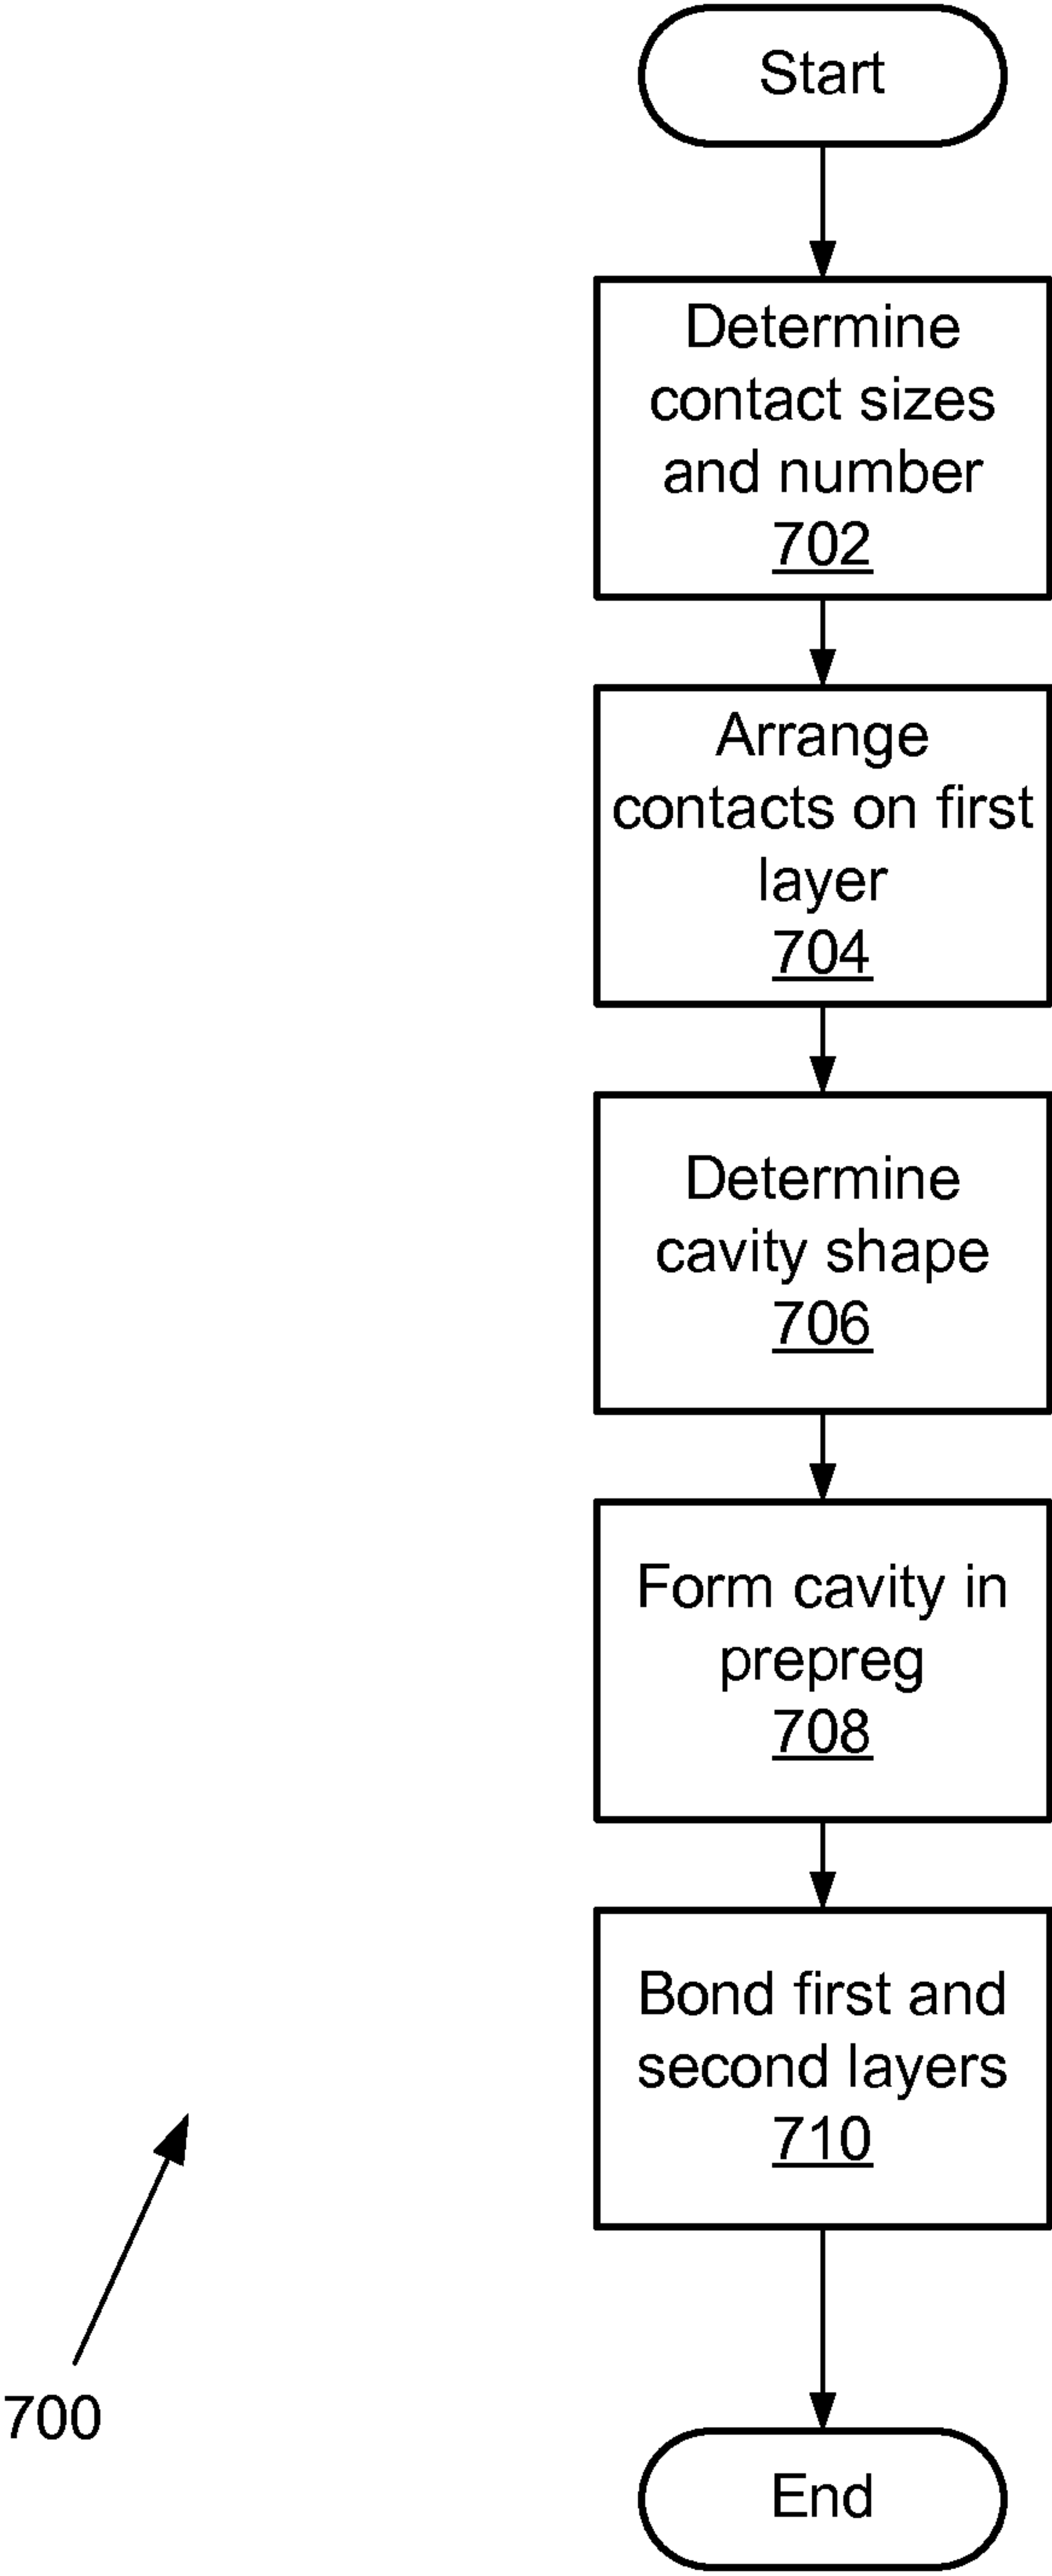 Start
Determine
contact sizes
and number
702
Arrange
contacts on first
layer
704
Determine
cavity shape
706
Form cavity in
prepreg
708
Bond first and
second layers
710
700
End